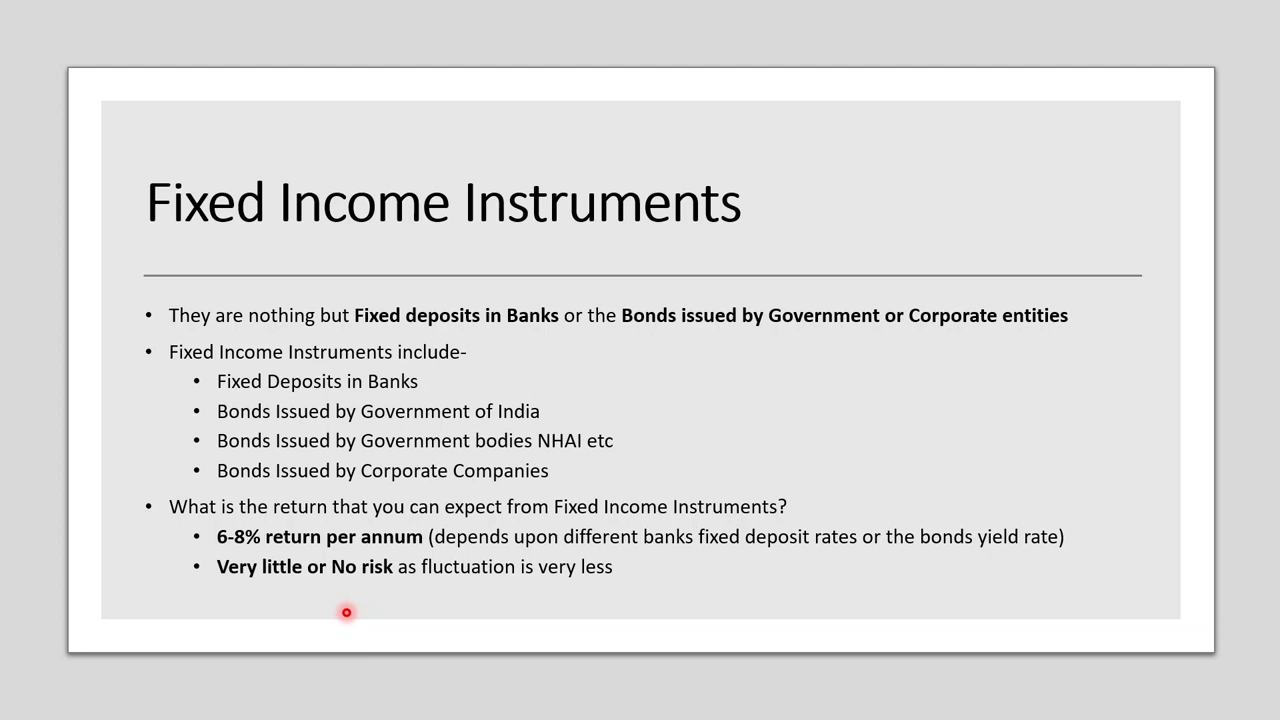 Fixed Income Instruments
• They are nothing but Fixed deposits in Banks or the Bonds issued by Government or Corporate entities
• Fixed Income Instruments include-
• Fixed Deposits in Banks
• Bonds Issued by Government of India
• Bonds Issued by Government bodies NHAI etc
• Bonds Issued by Corporate Companies
• What is the return that you can expect from Fixed Income Instruments?
• 6-8% return per annum (depends upon different banks fixed deposit rates or the bonds yield rate)
• Very little or No risk as fluctuation is very less